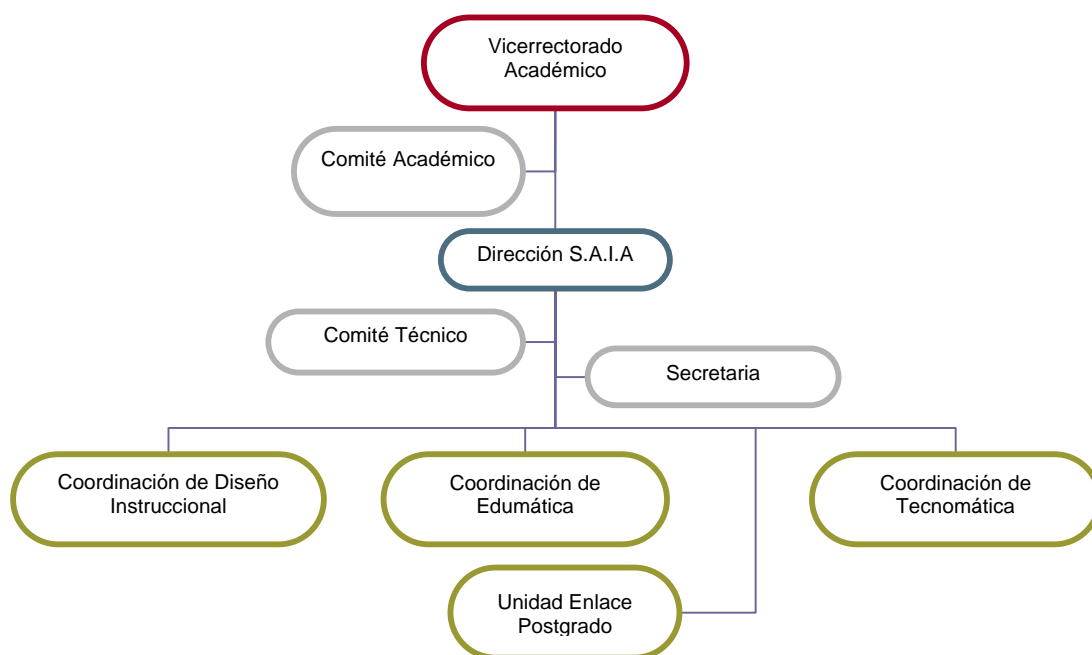 Vicerrectorado
Académico
Comité Académico
Dirección S.A.I.A
Comité Técnico
Secretaria
Coordinación de Diseño
Instruccional
Coordinación de
Edumática
Coordinación de
Tecnomática
Unidad Enlace
Postgrado